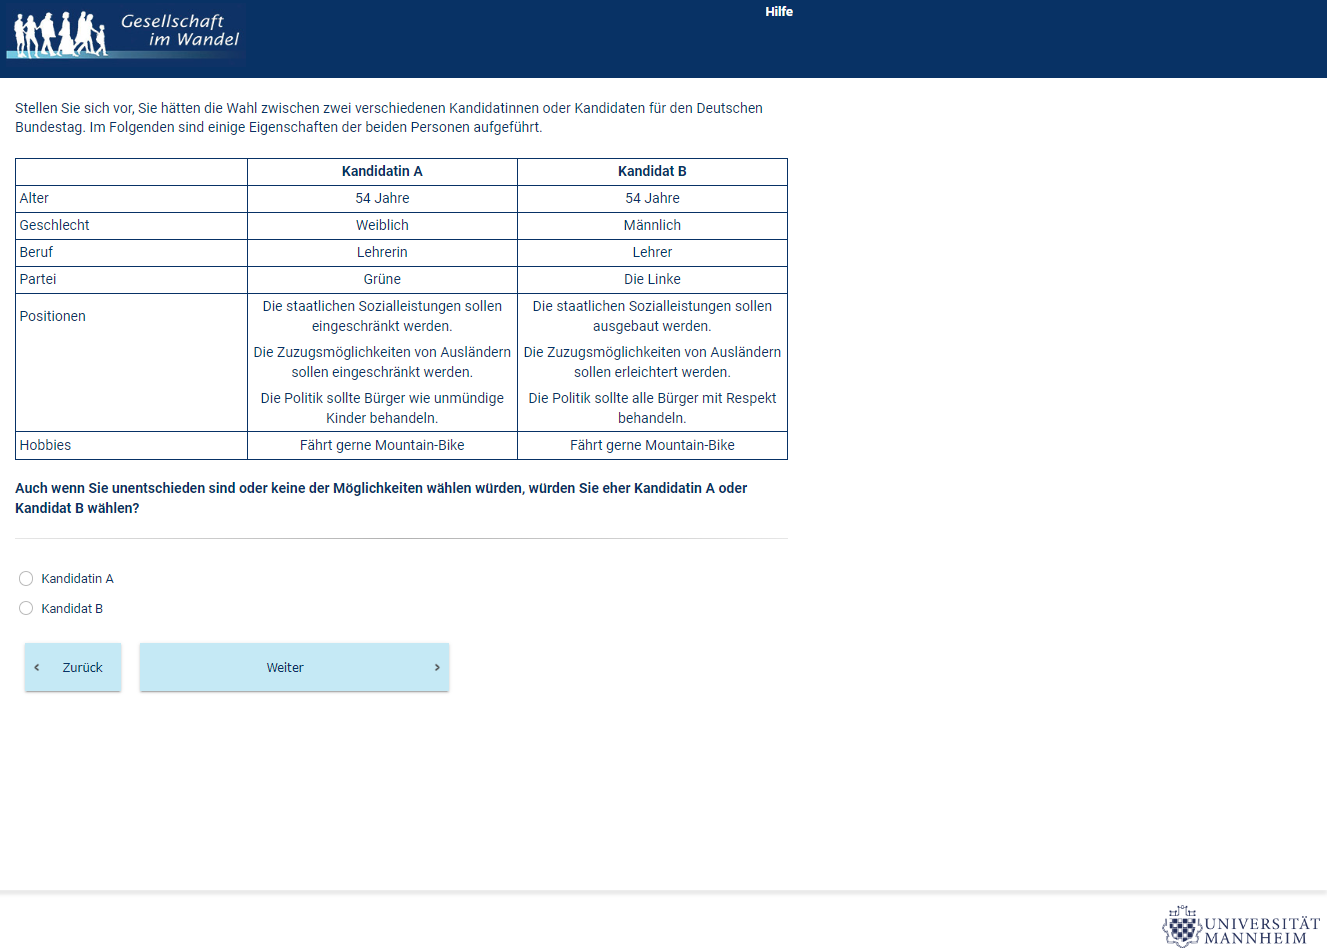 Gesellschaft
im Wandel
Hilfe
Stellen Sie sich vor, Sie hätten die Wahl zwischen zwei verschiedenen Kandidatinnen oder Kandidaten für den Deutschen
Bundestag. Im Folgenden sind einige Eigenschaften der beiden Personen aufgeführt.
Kandidatin A Kandidat B
Alter 54 Jahre 54 Jahre
Geschlecht Weiblich Männlich
Beruf Lehrerin Lehrer
Partei Grüne Die Linke
Positionen
Die staatlichen Sozialleistungen sollen
eingeschränkt werden.
Die Zuzugsmöglichkeiten von Ausländern
sollen eingeschränkt werden.
Die Politik sollte Bürger wie unmündige
Kinder behandeln.
Die staatlichen Sozialleistungen sollen
ausgebaut werden.
Die Zuzugsmöglichkeiten von Ausländern
sollen erleichtert werden.
Die Politik sollte alle Bürger mit Respekt
behandeln.
Hobbies Fährt gerne Mountain-Bike Fährt gerne Mountain-Bike
Auch wenn Sie unentschieden sind oder keine der Möglichkeiten wählen würden, würden Sie eher Kandidatin A oder
Kandidat B wählen?
Kandidatin A
Kandidat B
‹ Zurück
Weiter ›
UNIVERSITÄT
MANNHEIM